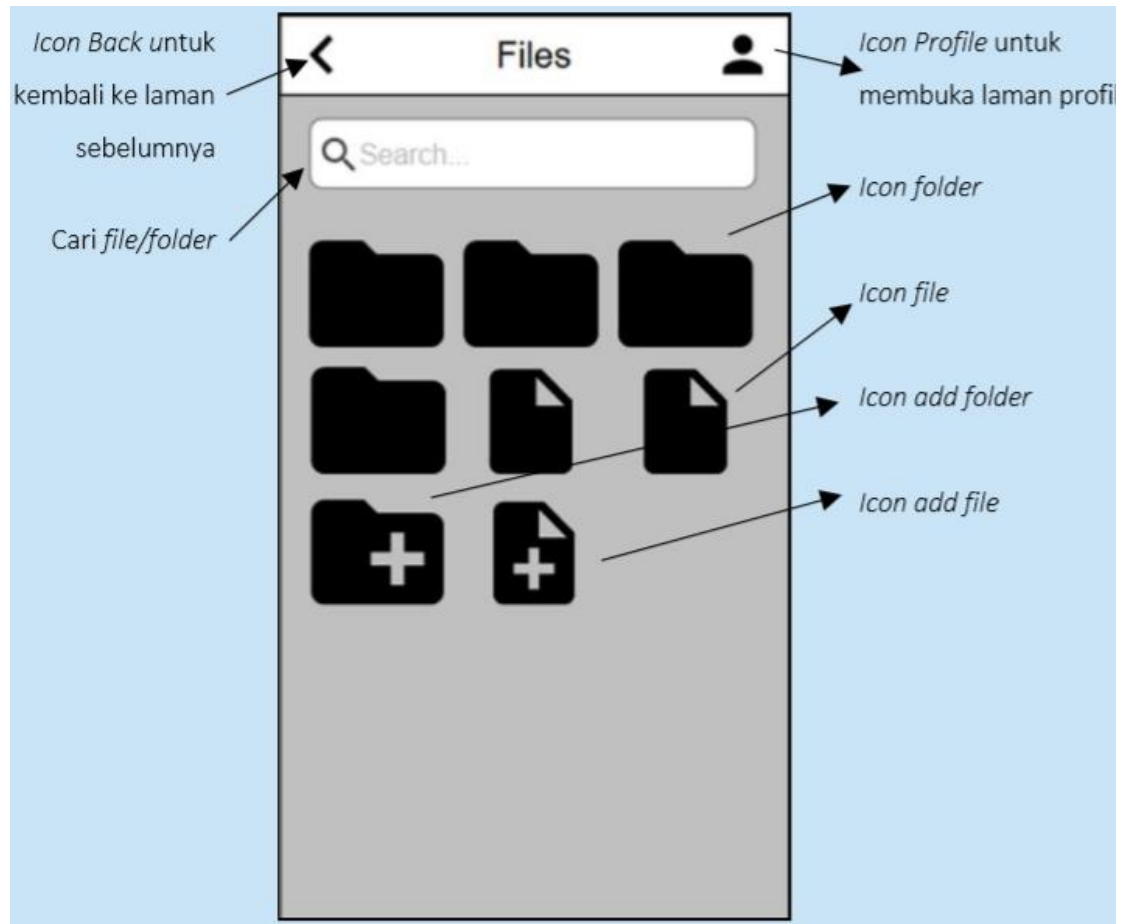 Icon Back untuk
kembali ke laman
sebelumnya
Cari file/folder
Files
Search...
Icon Profile untuk
membuka laman profil
Icon folder
Icon file
Icon add folder
Icon add file